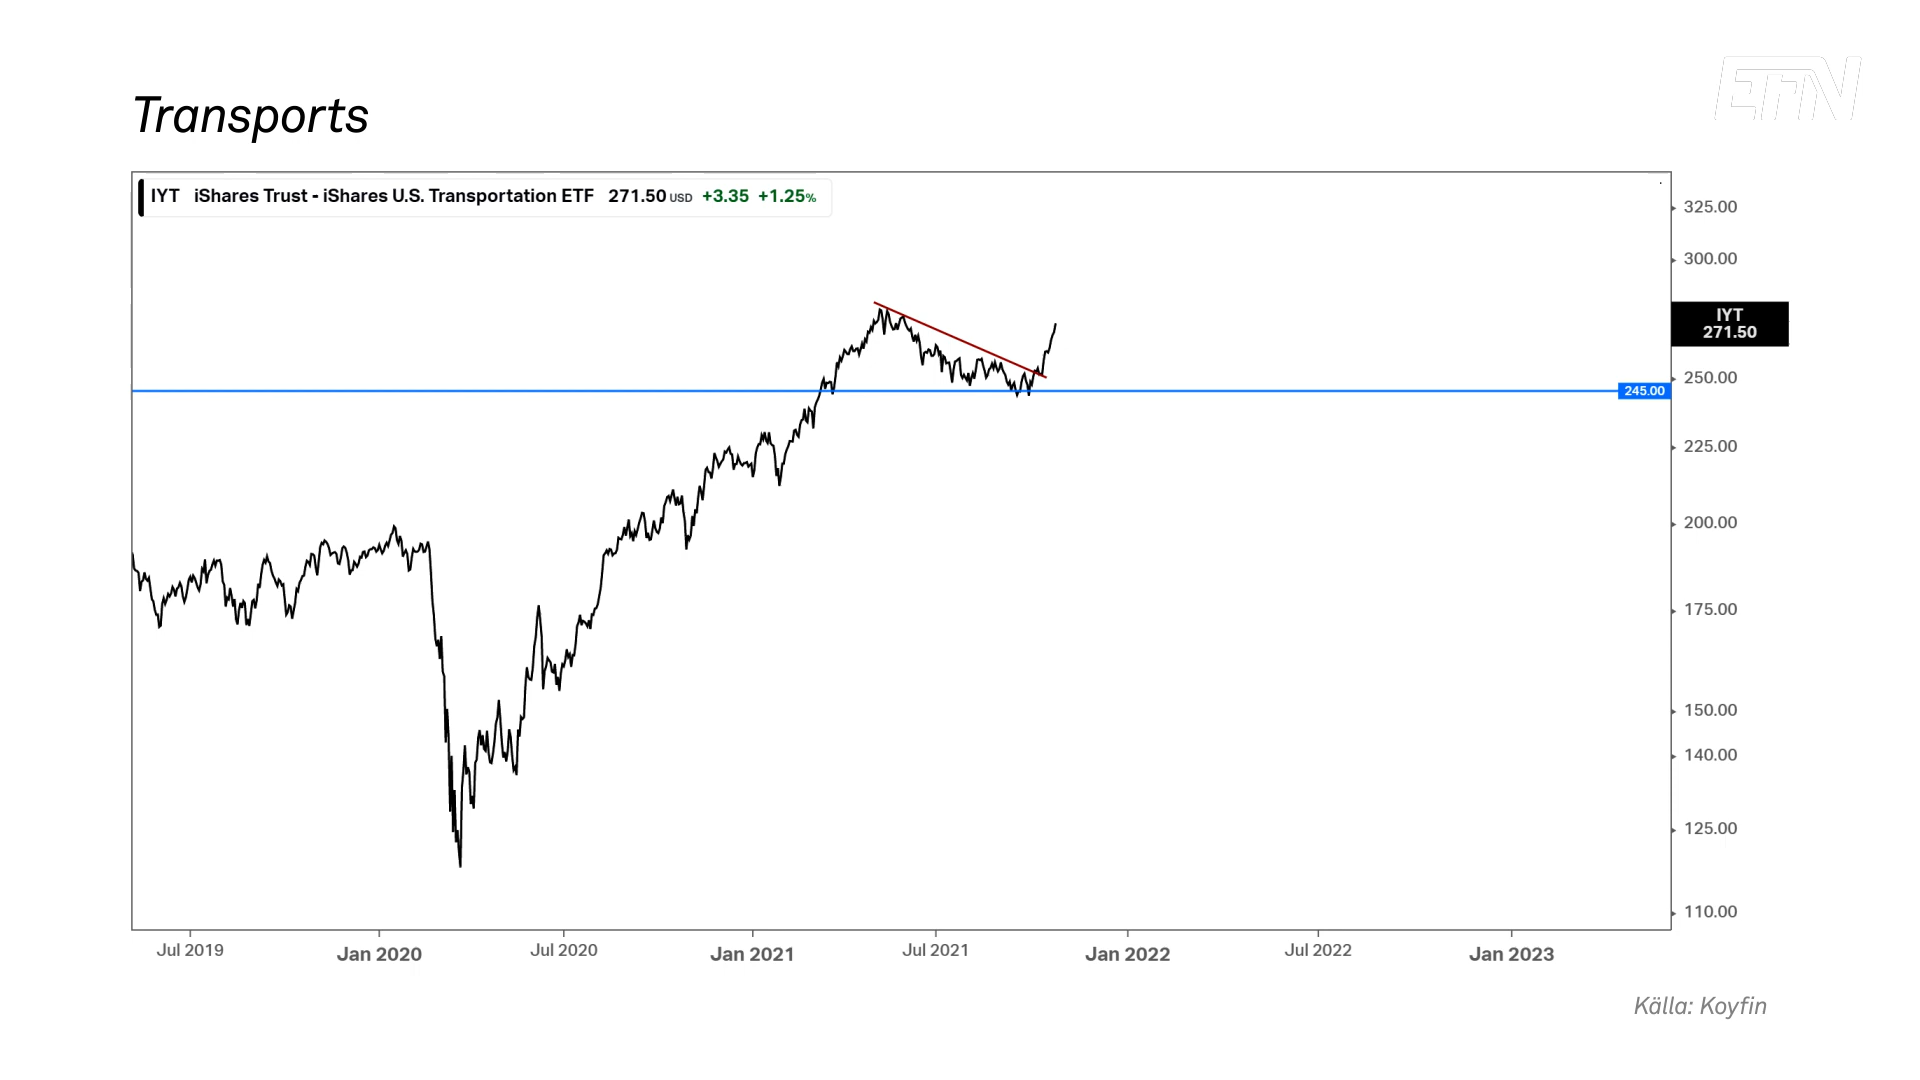 ETFN
Transports
IYT iShares Trust - iShares U.S. Transportation ETF 271.50 USD +3.35 +1.25%
325.00
300.00
IYT
271.50
250.00
245.00
225.00
200.00
175.00
150.00
140.00
125.00
110.00
Jul 2019 Jan 2020 Jul 2020 Jan 2021 Jul 2021 Jan 2022 Jul 2022 Jan 2023
Källa: Koyfin